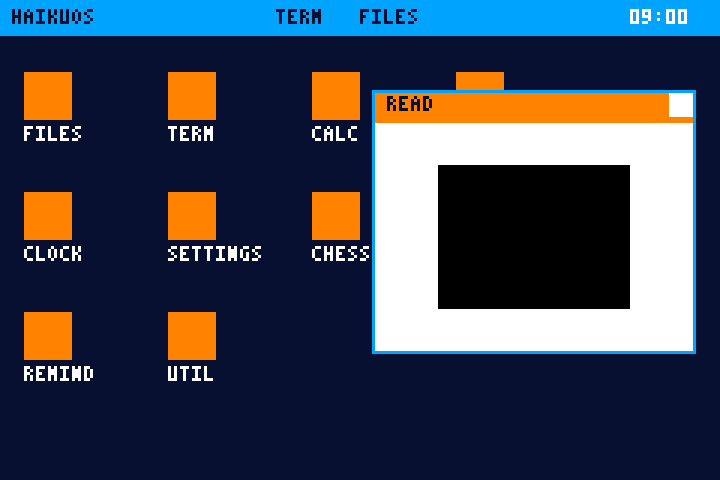 HAIKUOS TERM FILES 09:00
READ
FILES TERM CALC
CLOCK SETTINGS CHESS
REMIND UTIL